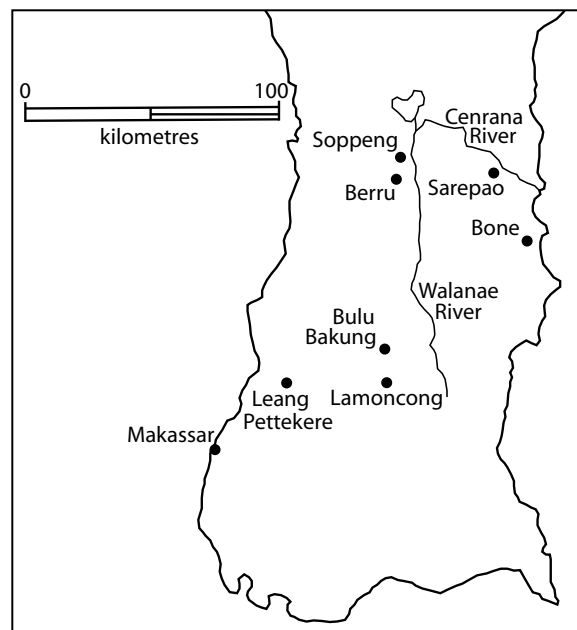 0 100
kilometres
Cenrana
River
Soppeng
Berru
Sarepao
Bone
Walanae
River
Bulu
Bakung
Leang
Pettekere
Lamoncong
Makassar